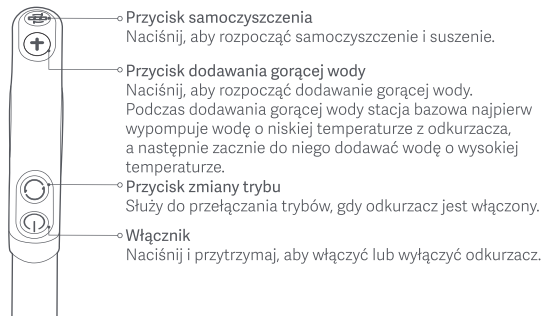 Przycisk samoczyszczenia
Naciśnij, aby rozpocząć samoczyszczenie i suszenie.
Przycisk dodawania gorącej wody
Naciśnij, aby rozpocząć dodawanie gorącej wody.
Podczas dodawania gorącej wody stacja bazowa najpierw
wypompuje wodę o niskiej temperaturze z odkurzacza,
a następnie zacznie do niego dodawać wodę o wysokiej
temperaturze.
Przycisk zmiany trybu
Służy do przełączania trybów, gdy odkurzacz jest włączony.
Włącznik
Naciśnij i przytrzymaj, aby włączyć lub wyłączyć odkurzacz.